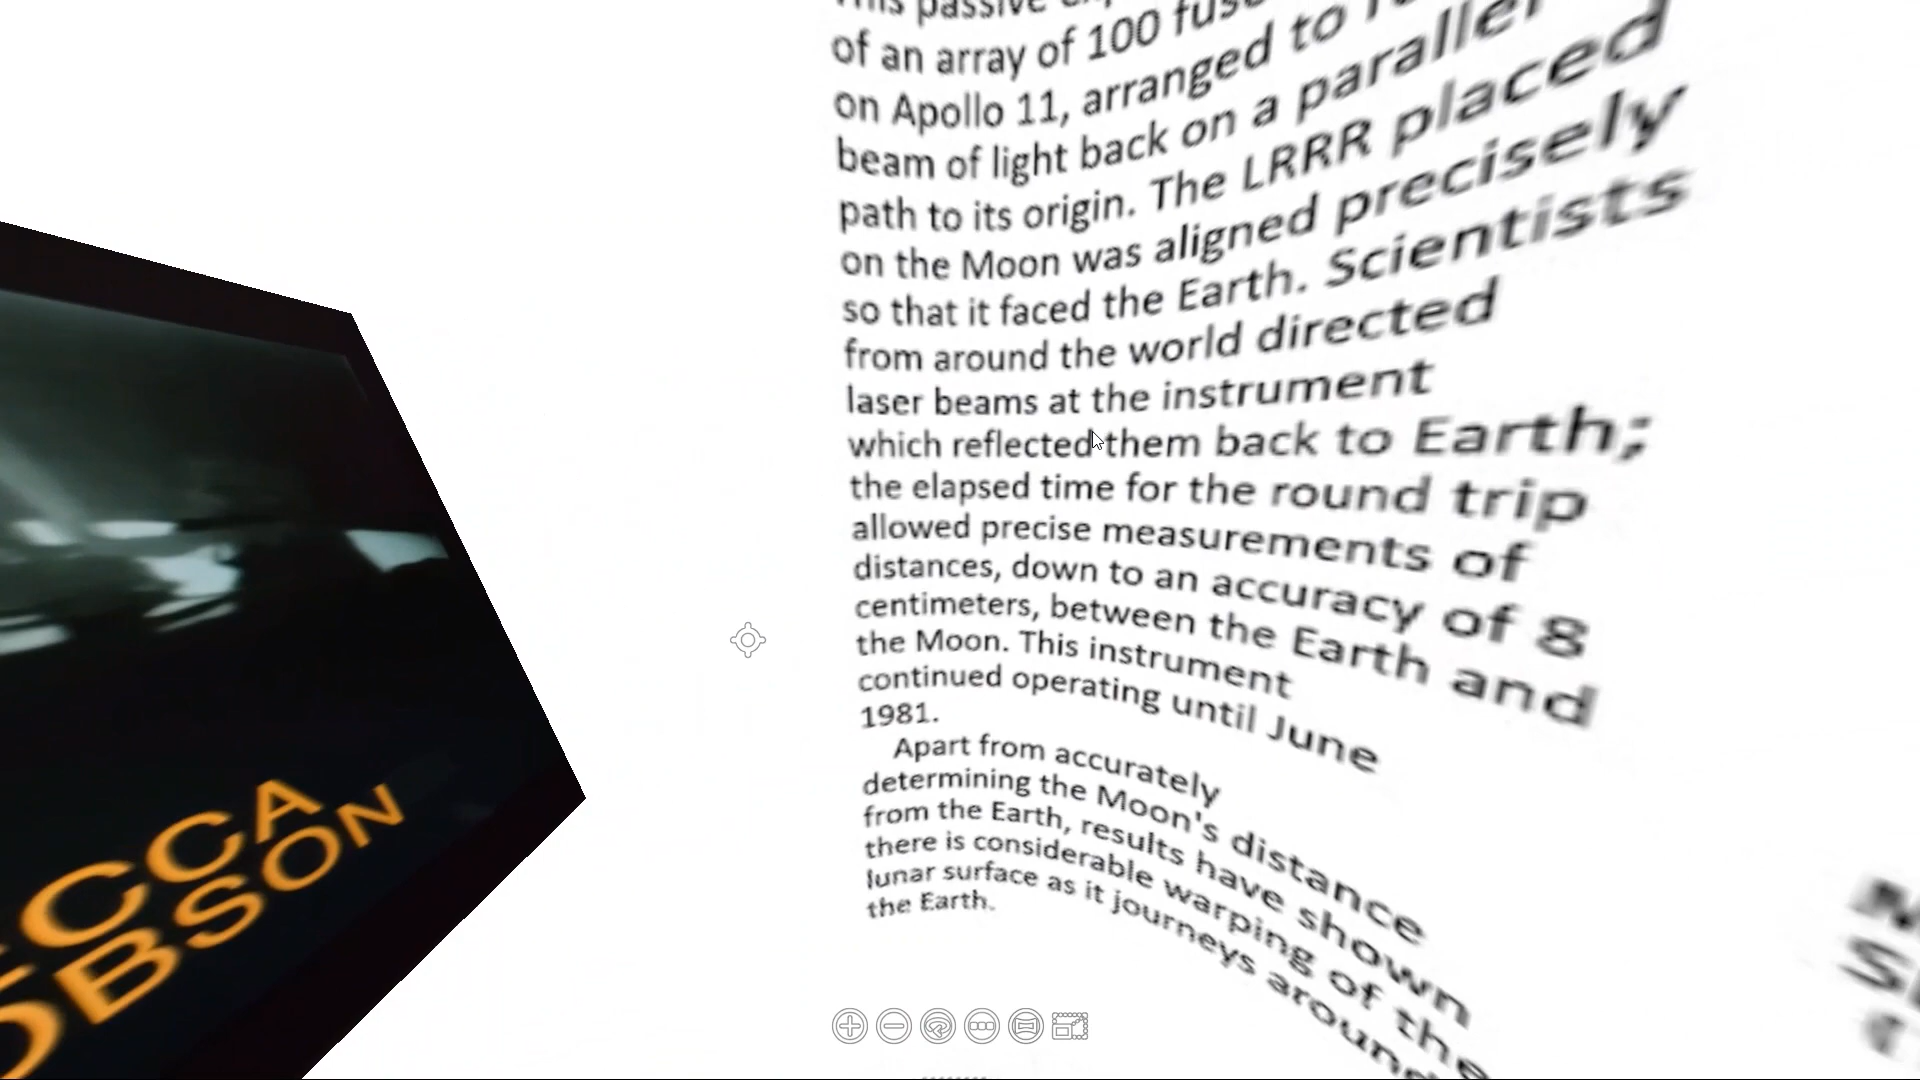 This passive
of an array of 100
on Apollo 11, arranged to
beam of light back on a parallel
path to its origin. The LRRR placed
on the Moon was aligned precisely
so that it faced the Earth. Scientists
from around the world directed
laser beams at the instrument
which reflected them back to Earth;
the elapsed time for the round trip
allowed precise measurements of
distances, down to an accuracy of 8
centimeters, between the Earth and
the Moon. This instrument
continued operating until June
1981.
Apart from accurately
determining the Moon's distance
from the Earth, results have shown
there is considerable warping of the
lunar surface as it journeys around
the Earth.
CCA
OBSON